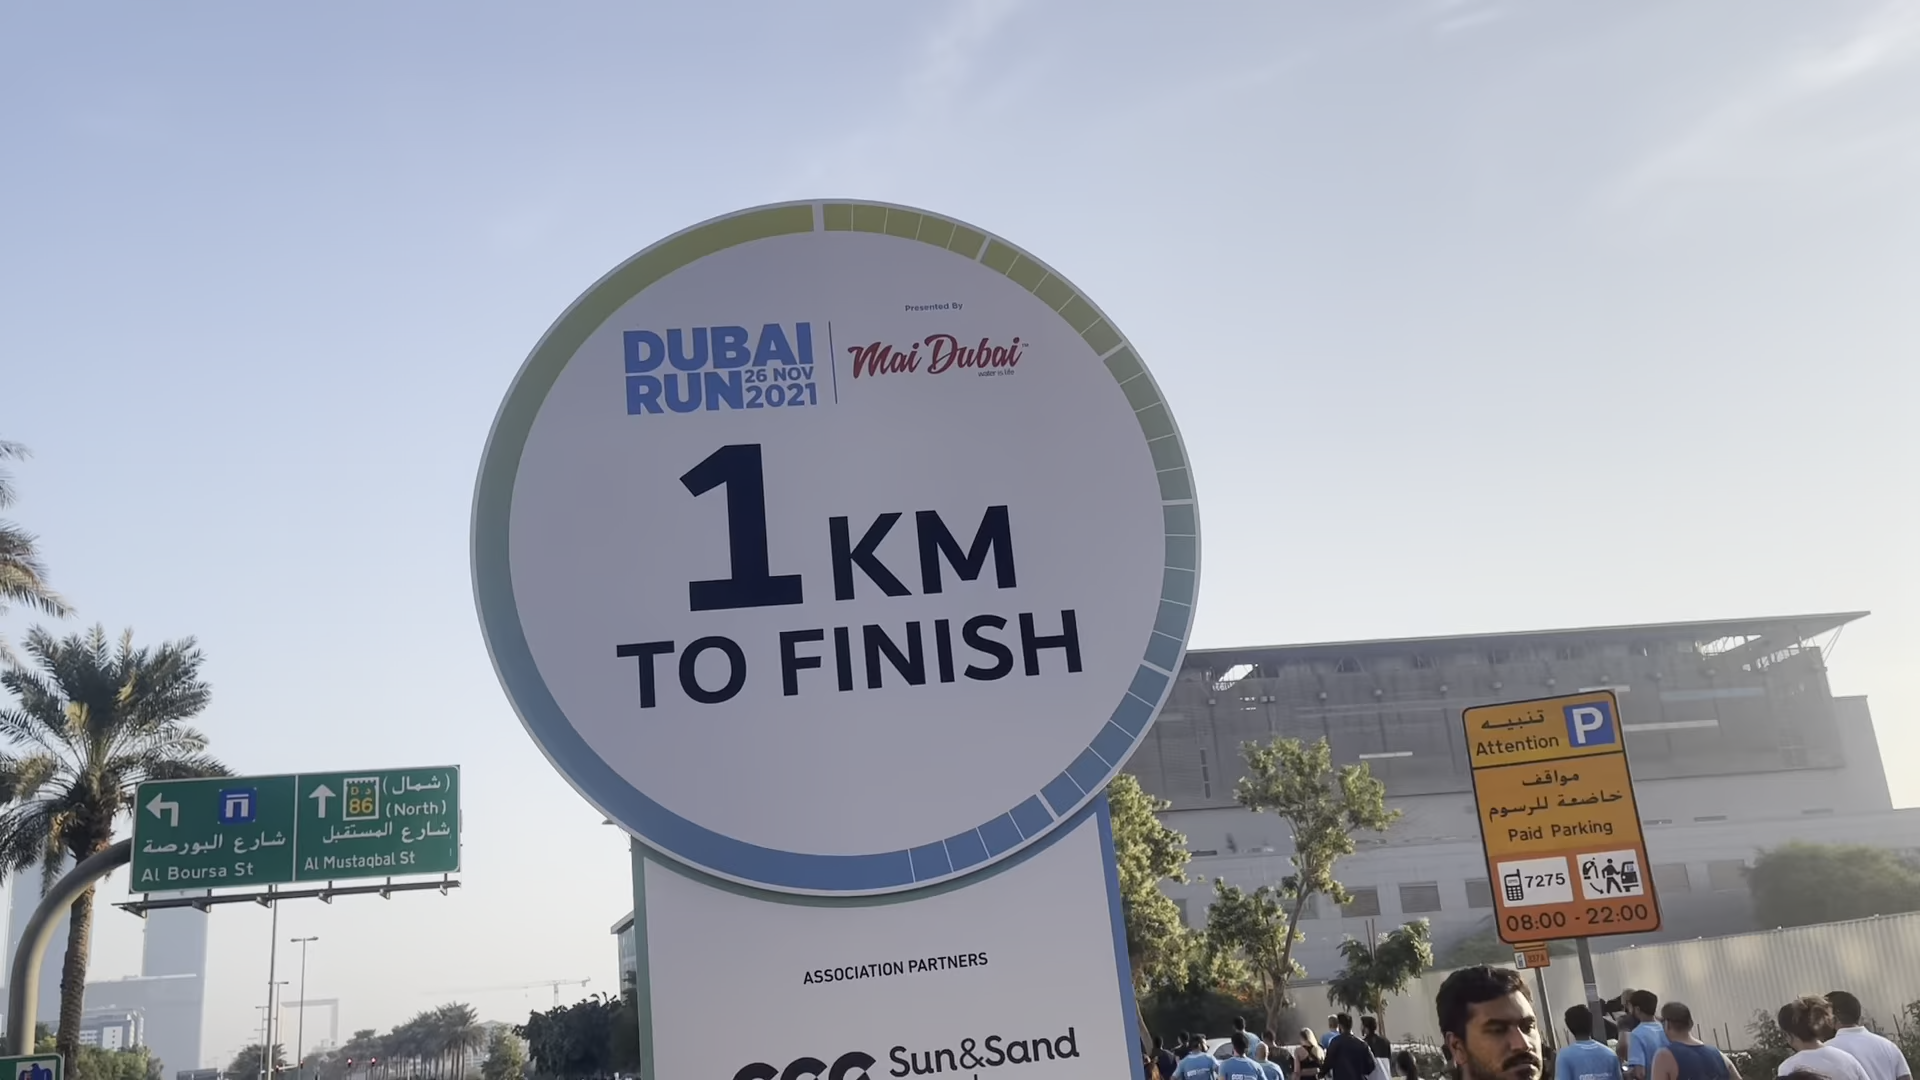 DUBAI
RUN 26 NOV 2021
Presented By
Mai Dubai™
water is life
1 KM
TO FINISH
ASSOCIATION PARTNERS
Sun&Sand
شارع البورصة
Al Boursa St
D د
86
(شمال)
(North)
شارع المستقبل
Al Mustaqbal St
تنبيه
Attention
P
مواقف
خاضعة للرسوم
Paid Parking
7275
08:00 - 22:00